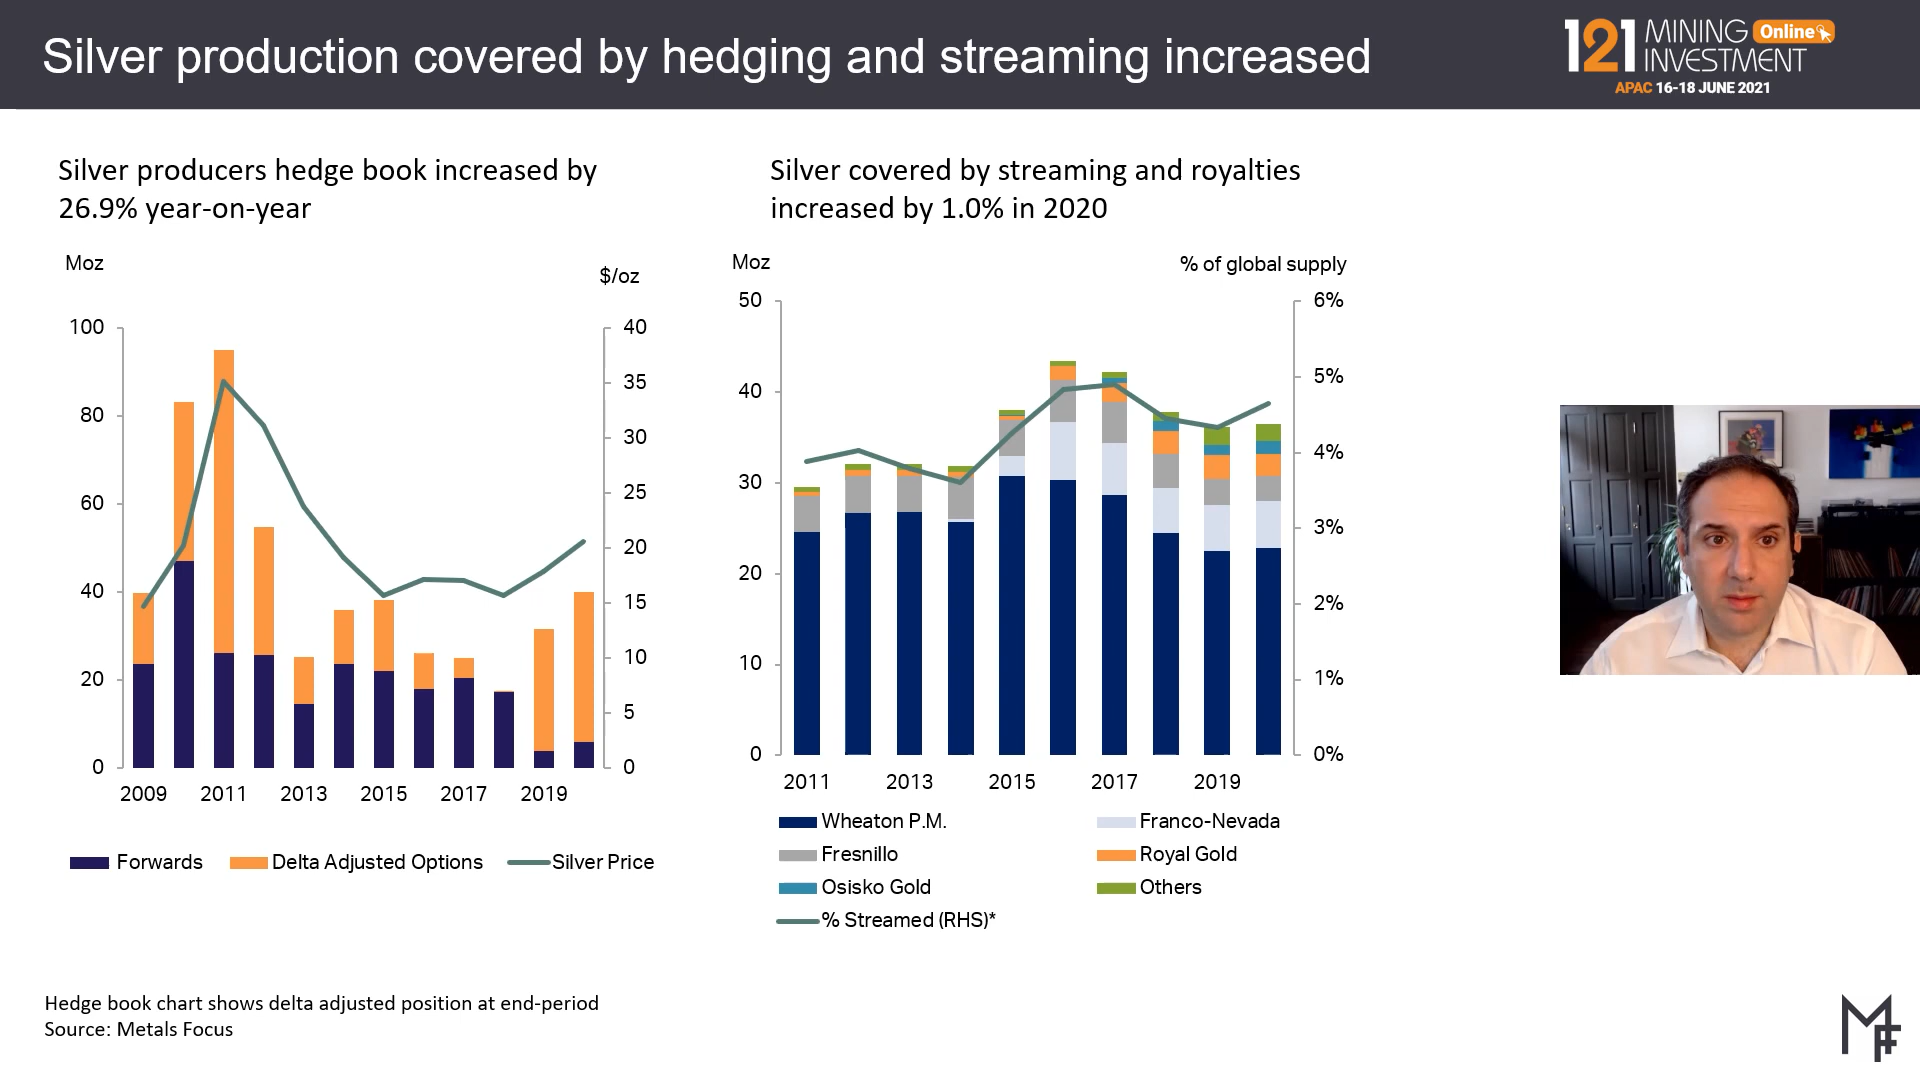 Silver production covered by hedging and streaming increased
121 MINING INVESTMENT Online
APAC 16-18 JUNE 2021
Silver producers hedge book increased by
26.9% year-on-year
Moz
$/oz
100
80
60
40
20
0
40
35
30
25
20
15
10
5
0
2009
2011
2013
2015
2017
2019
Forwards
Delta Adjusted Options
Silver Price
Silver covered by streaming and royalties
increased by 1.0% in 2020
Moz
% of global supply
50
40
30
20
10
0
6%
5%
4%
3%
2%
1%
0%
2011
2013
2015
2017
2019
Wheaton P.M.
Franco-Nevada
Fresnillo
Royal Gold
Osisko Gold
Others
% Streamed (RHS)*
Hedge book chart shows delta adjusted position at end-period
Source: Metals Focus
MF